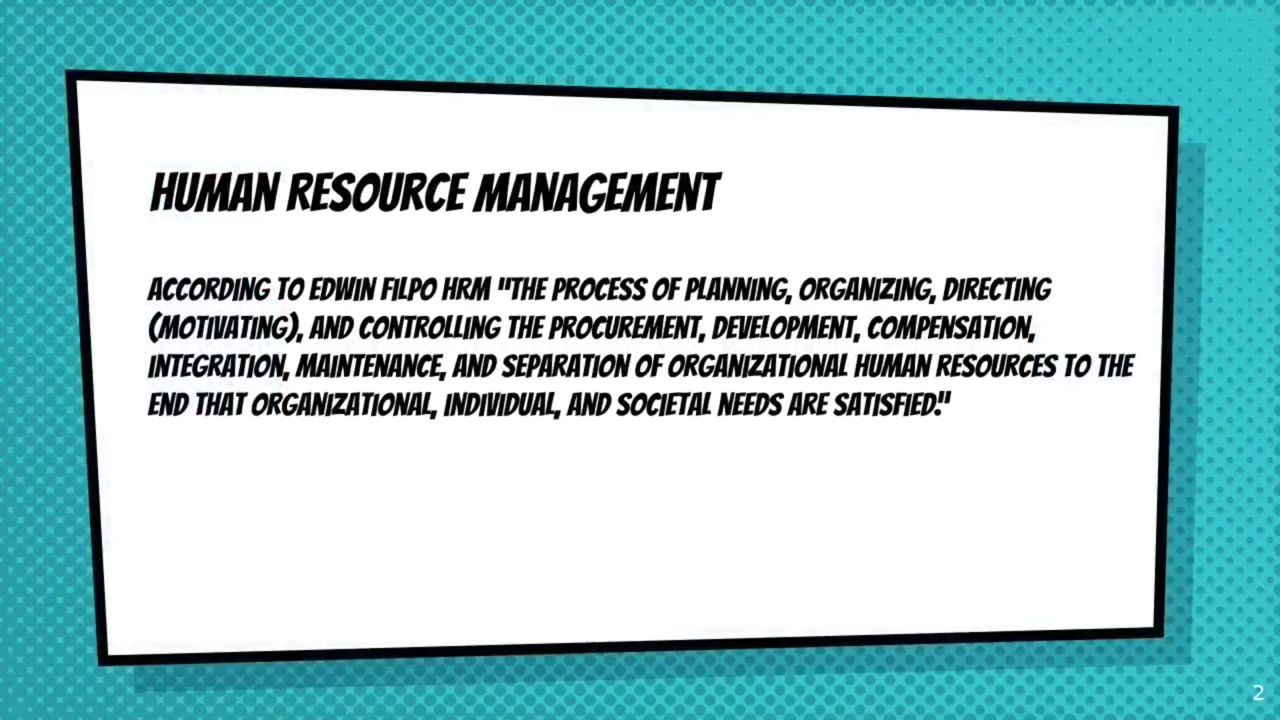 HUMAN RESOURCE MANAGEMENT
ACCORDING TO EDWIN FILPO HRM "THE PROCESS OF PLANNING, ORGANIZING, DIRECTING
(MOTIVATING), AND CONTROLLING THE PROCUREMENT, DEVELOPMENT, COMPENSATION,
INTEGRATION, MAINTENANCE, AND SEPARATION OF ORGANIZATIONAL HUMAN RESOURCES TO THE
END THAT ORGANIZATIONAL, INDIVIDUAL, AND SOCIETAL NEEDS ARE SATISFIED."
2